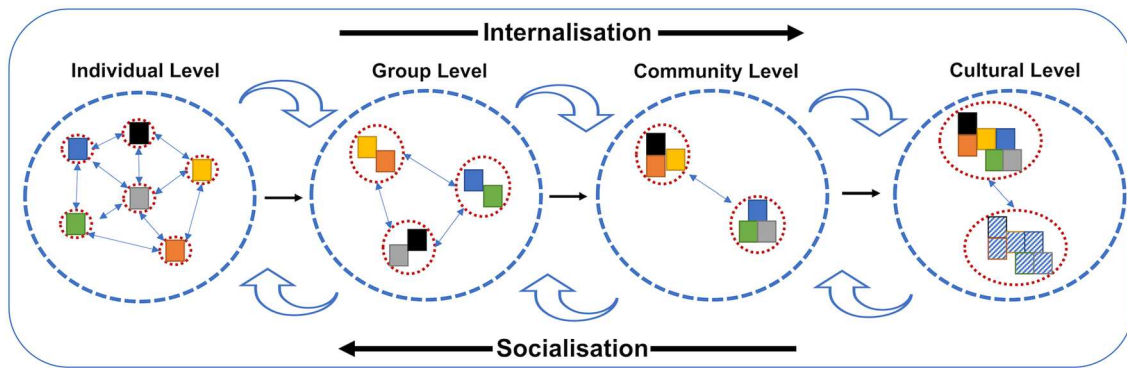 Internalisation
Individual Level
Group Level
Community Level
Cultural Level
Socialisation